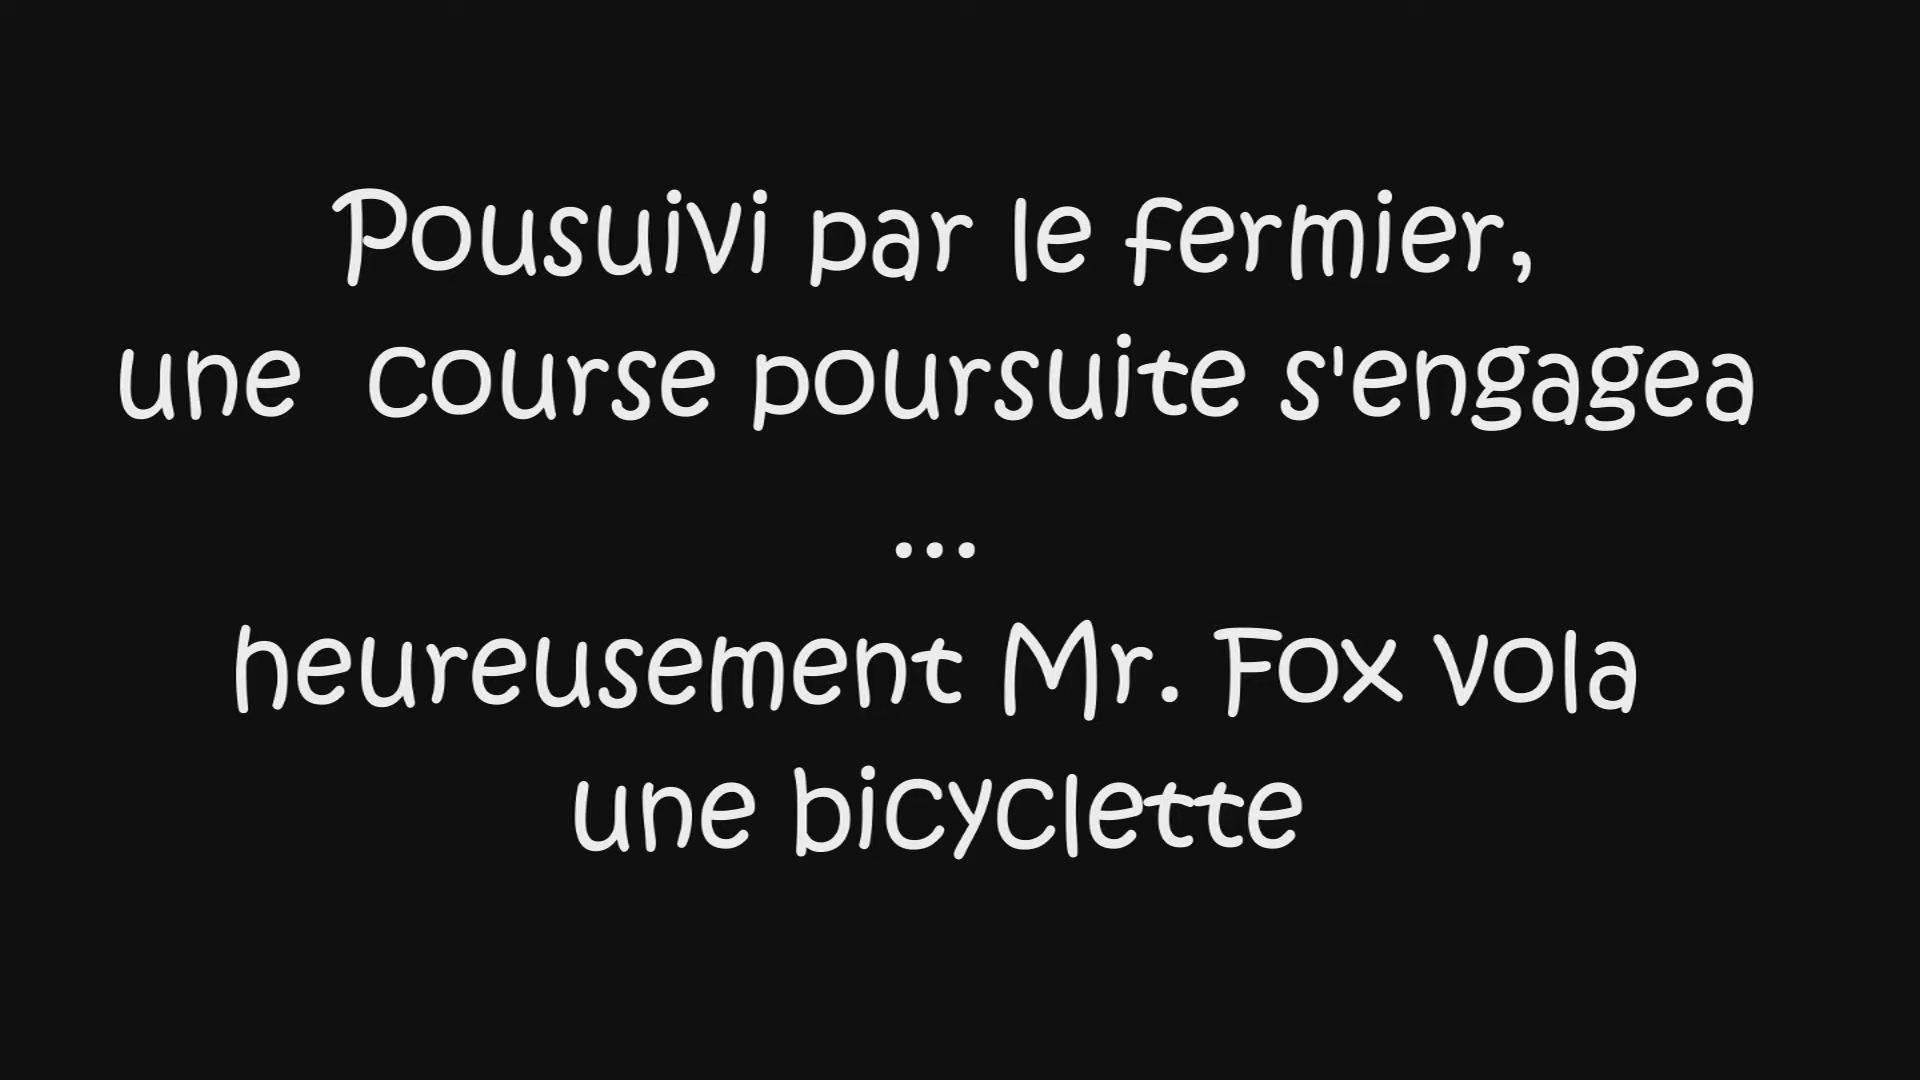 Pousuivi par le fermier,
une  course poursuite s'engagea
...
heureusement Mr. Fox vola
une bicyclette